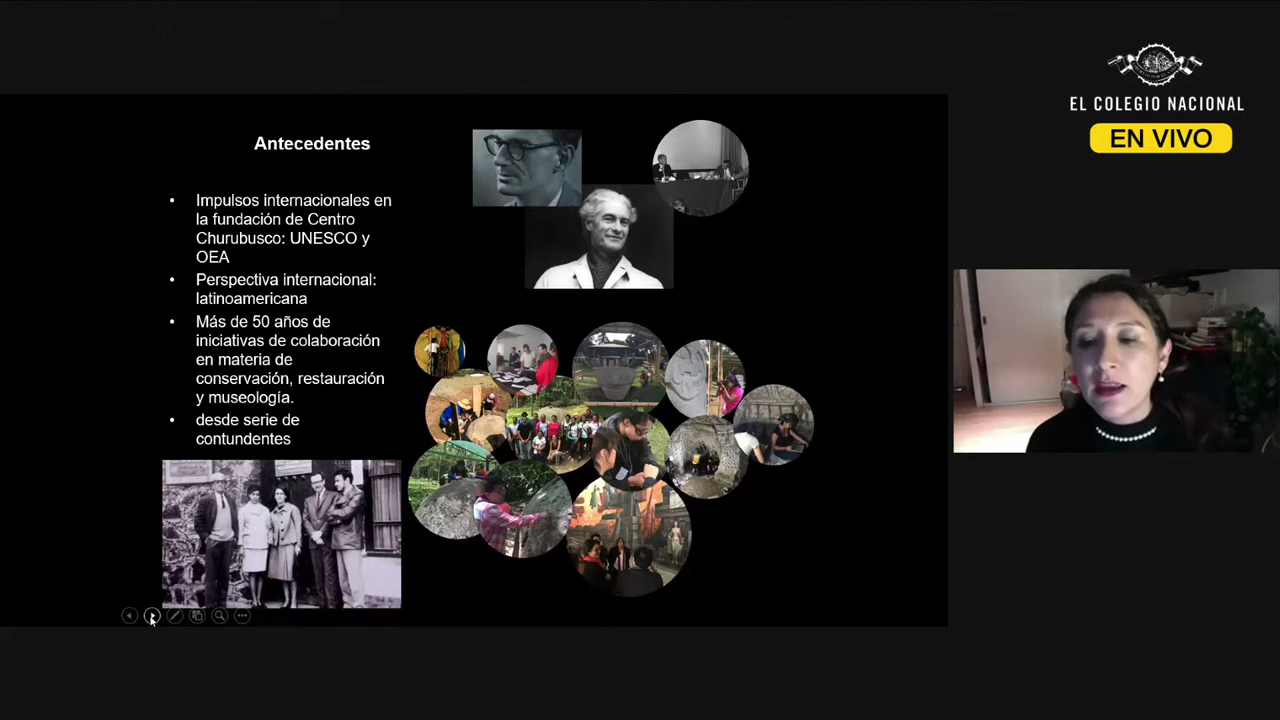 EL COLEGIO NACIONAL
EN VIVO
Antecedentes
• Impulsos internacionales en
la fundación de Centro
Churubusco: UNESCO y
OEA
• Perspectiva internacional:
latinoamericana
• Más de 50 años de
iniciativas de colaboración
en materia de
conservación, restauración
y museología.
• desde serie de
contundentes